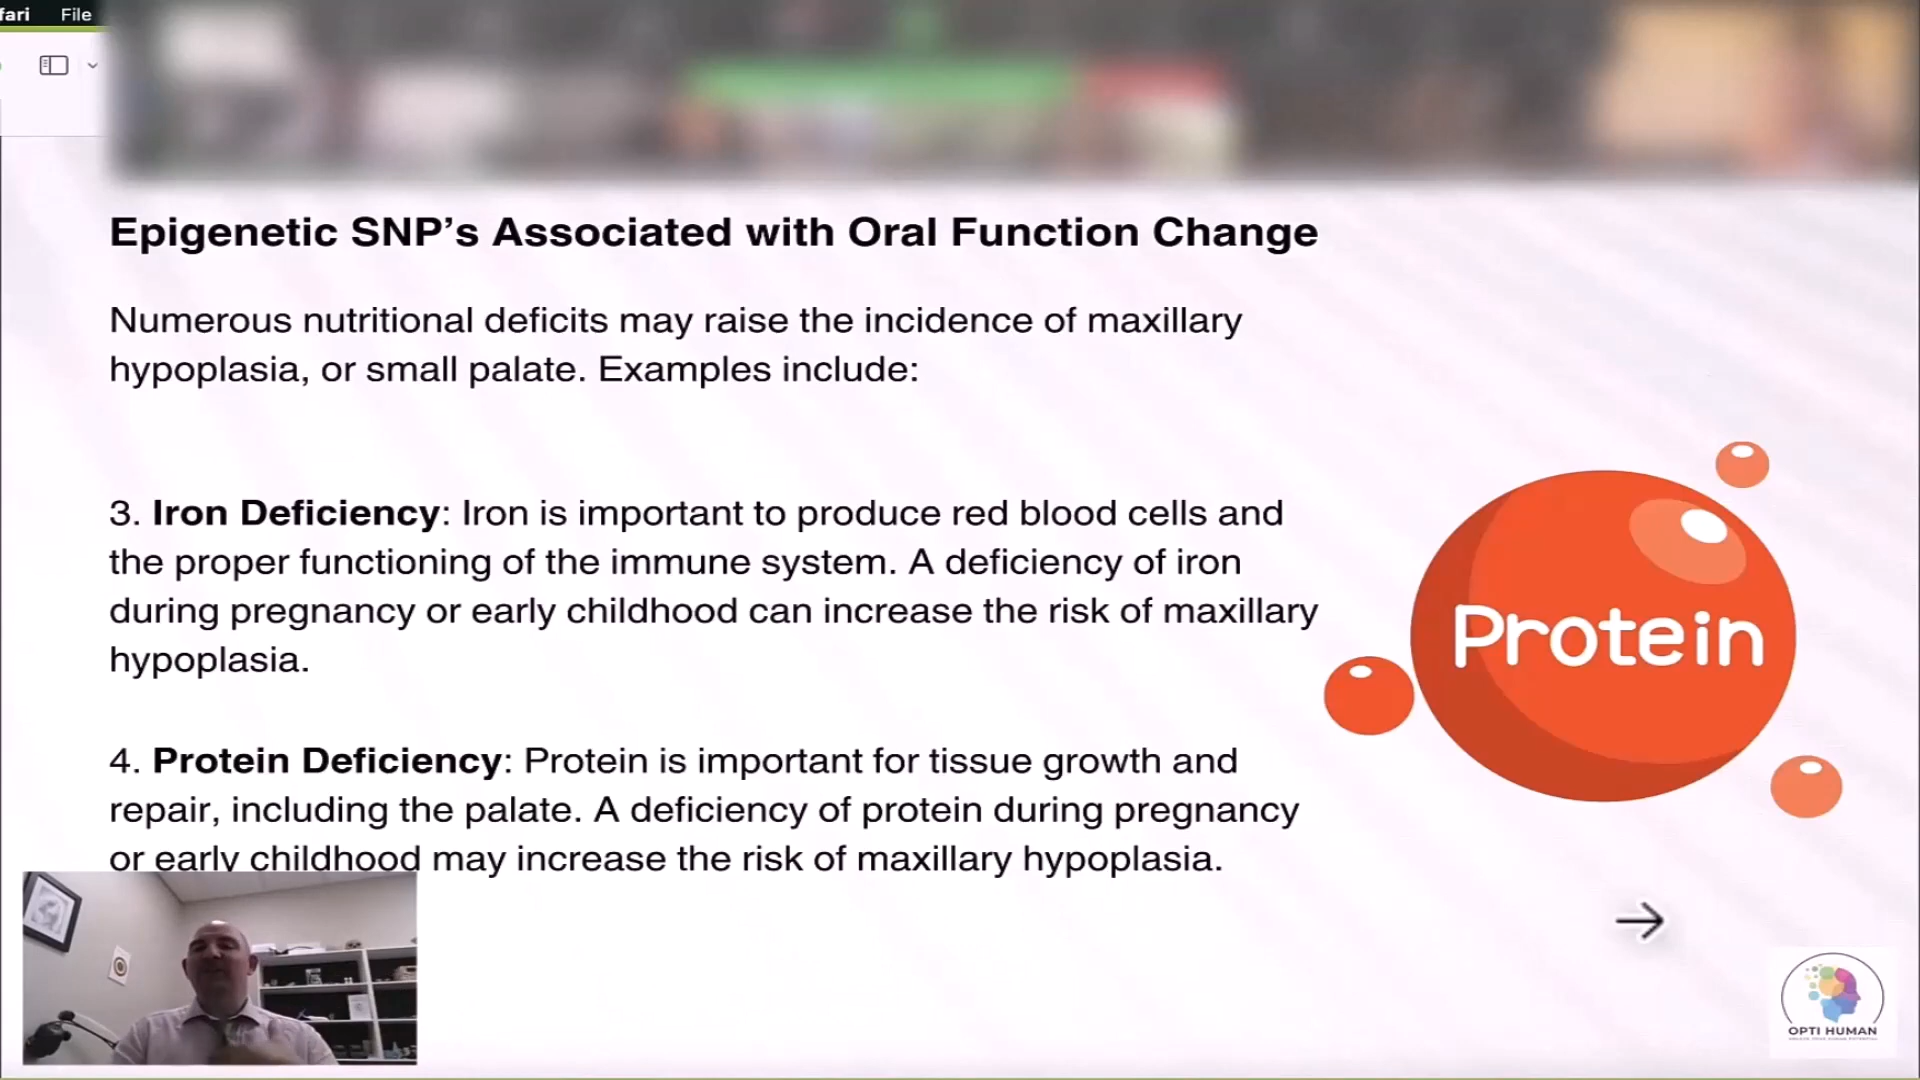 fari File
Epigenetic SNP’s Associated with Oral Function Change
Numerous nutritional deficits may raise the incidence of maxillary
hypoplasia, or small palate. Examples include:
3. Iron Deficiency: Iron is important to produce red blood cells and
the proper functioning of the immune system. A deficiency of iron
during pregnancy or early childhood can increase the risk of maxillary
hypoplasia.
4. Protein Deficiency: Protein is important for tissue growth and
repair, including the palate. A deficiency of protein during pregnancy
or early childhood may increase the risk of maxillary hypoplasia.
Protein
OPTI HUMAN